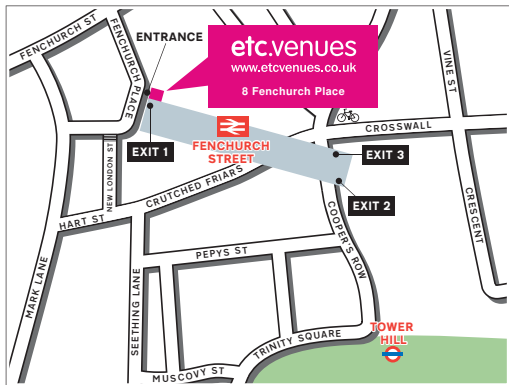 FENCHURCH ST
FENCHURCH PLACE
ENTRANCE
etc.venues
www.etcvenues.co.uk
8 Fenchurch Place
VINE ST
CROSSWALL
EXIT 1
FENCHURCH
STREET
EXIT 3
NEW LONDON ST
CRUTCHED FRIARS
EXIT 2
HART ST
COOPER'S ROW
CRESCENT
PEPYS ST
MARK LANE
SEETHING LANE
TRINITY SQUARE
TOWER
HILL
MUSCOVY ST